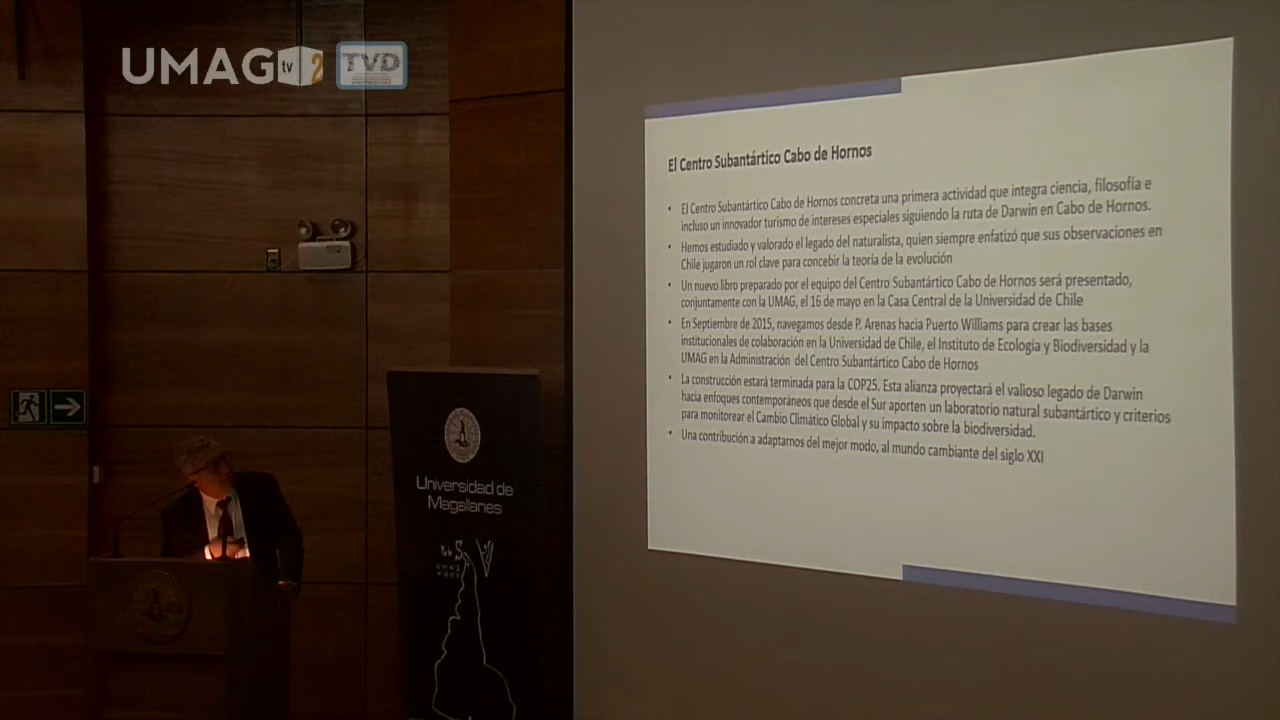 UMAG tv 2 TVD
El Centro Subantártico Cabo de Hornos
• El Centro Subantártico Cabo de Hornos concreta una primera actividad que integra ciencia, filosofía e
incluso un innovador turismo de intereses especiales siguiendo la ruta de Darwin en Cabo de Hornos.
• Hemos estudiado y valorado el legado del naturalista, quien siempre enfatizó que sus observaciones en
Chile jugaron un rol clave para concebir la teoría de la evolución
• Un nuevo libro preparado por el equipo del Centro Subantártico Cabo de Hornos será presentado,
conjuntamente con la UMAG, el 16 de mayo en la Casa Central de la Universidad de Chile
• En Septiembre de 2015, navegamos desde P. Arenas hacia Puerto Williams para crear las bases
institucionales de colaboración en la Universidad de Chile, el Instituto de Ecología y Biodiversidad y la
UMAG en la Administración del Centro Subantártico Cabo de Hornos
• La construcción estará terminada para la COP25. Esta alianza proyectará el valioso legado de Darwin
hacia enfoques contemporáneos que desde el Sur aporten un laboratorio natural subantártico y criterios
para monitorear el Cambio Climático Global y su impacto sobre la biodiversidad.
• Una contribución a adaptarnos del mejor modo, al mundo cambiante del siglo XXI
Universidad de
Magallanes